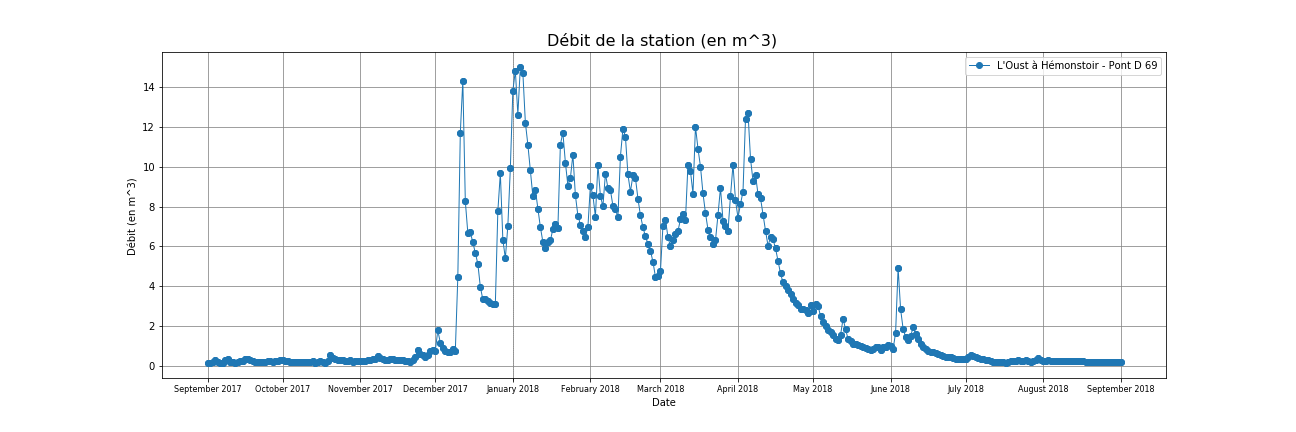 Débit de la station (en m^3)
L'Oust à Hémonstoir - Pont D 69
Débit (en m^3)
14
12
10
8
6
4
2
0
September 2017 October 2017 November 2017 December 2017 January 2018 February 2018 March 2018 April 2018 May 2018 June 2018 July 2018 August 2018 September 2018
Date